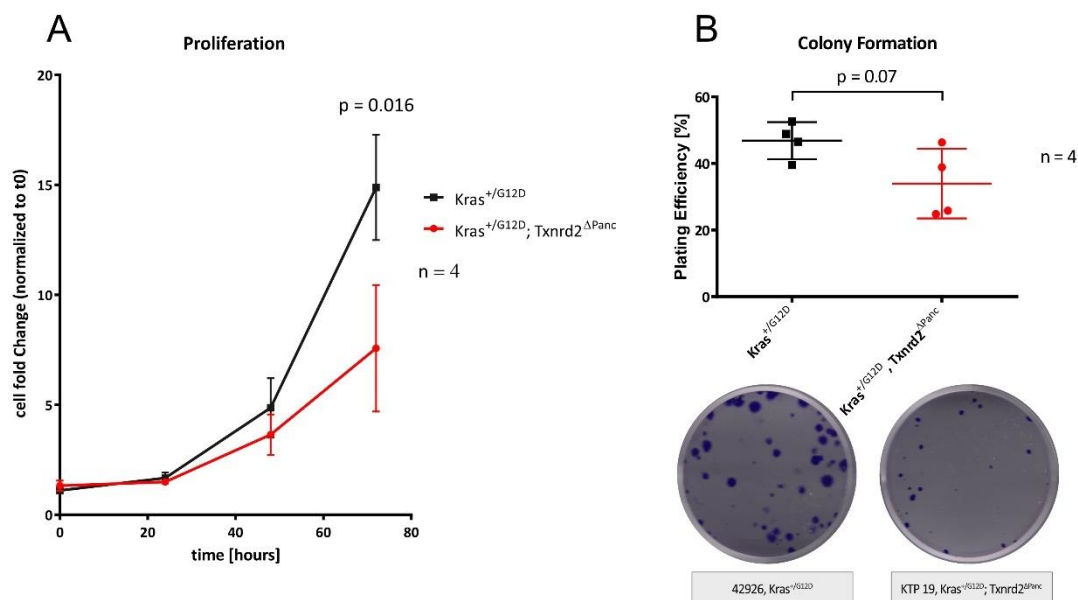 A
Proliferation
20
15
10
5
0
0 20 40 60 80
cell fold Change (normalized to t0)
time [hours]
p = 0.016
Kras+/G12D
Kras+/G12D; Txnrd2ΔPanc
n = 4
B
Colony Formation
p = 0.07
60
40
20
0
Plating Efficiency [%]
n = 4
Kras+/G12D
Kras+/G12D, Txnrd2ΔPanc
42926, Kras+/G12D
KTP 19, Kras+/G12D; Txnrd2ΔPanc